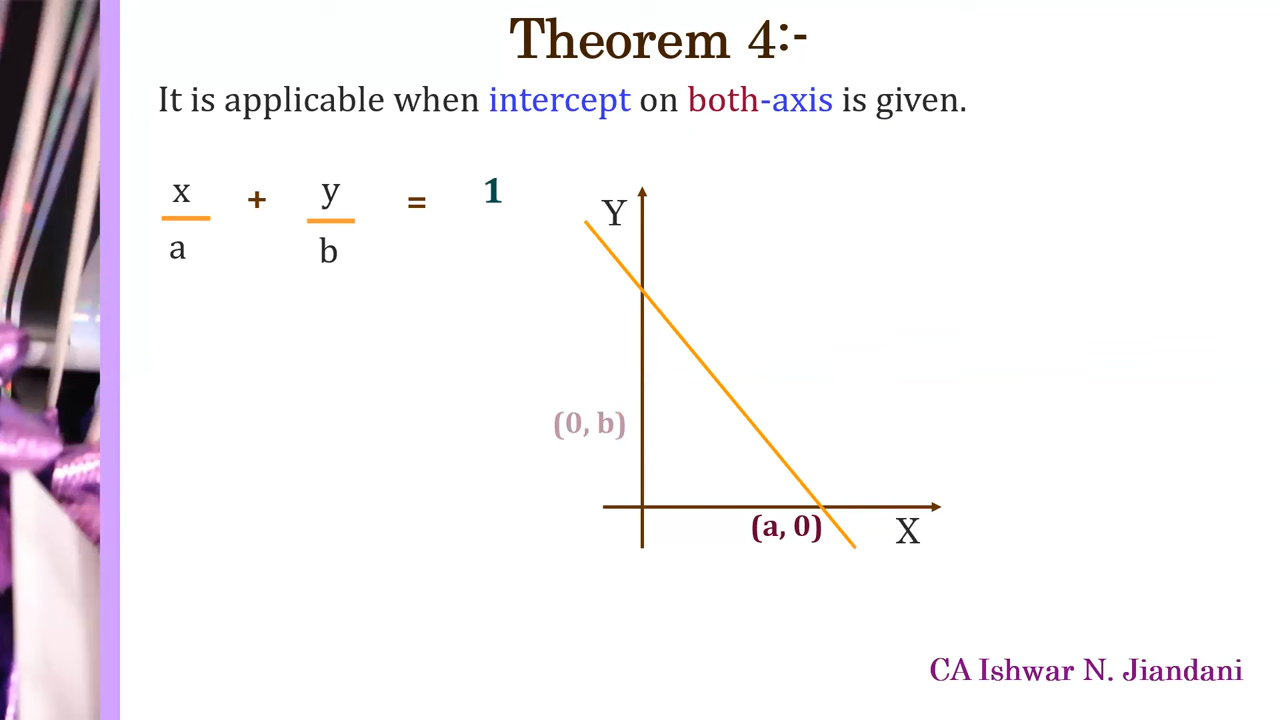 Theorem 4:-
It is applicable when intercept on both-axis is given.
x/a + y/b = 1
Y
(0, b)
(a, 0)
X
CA Ishwar N. Jiandani